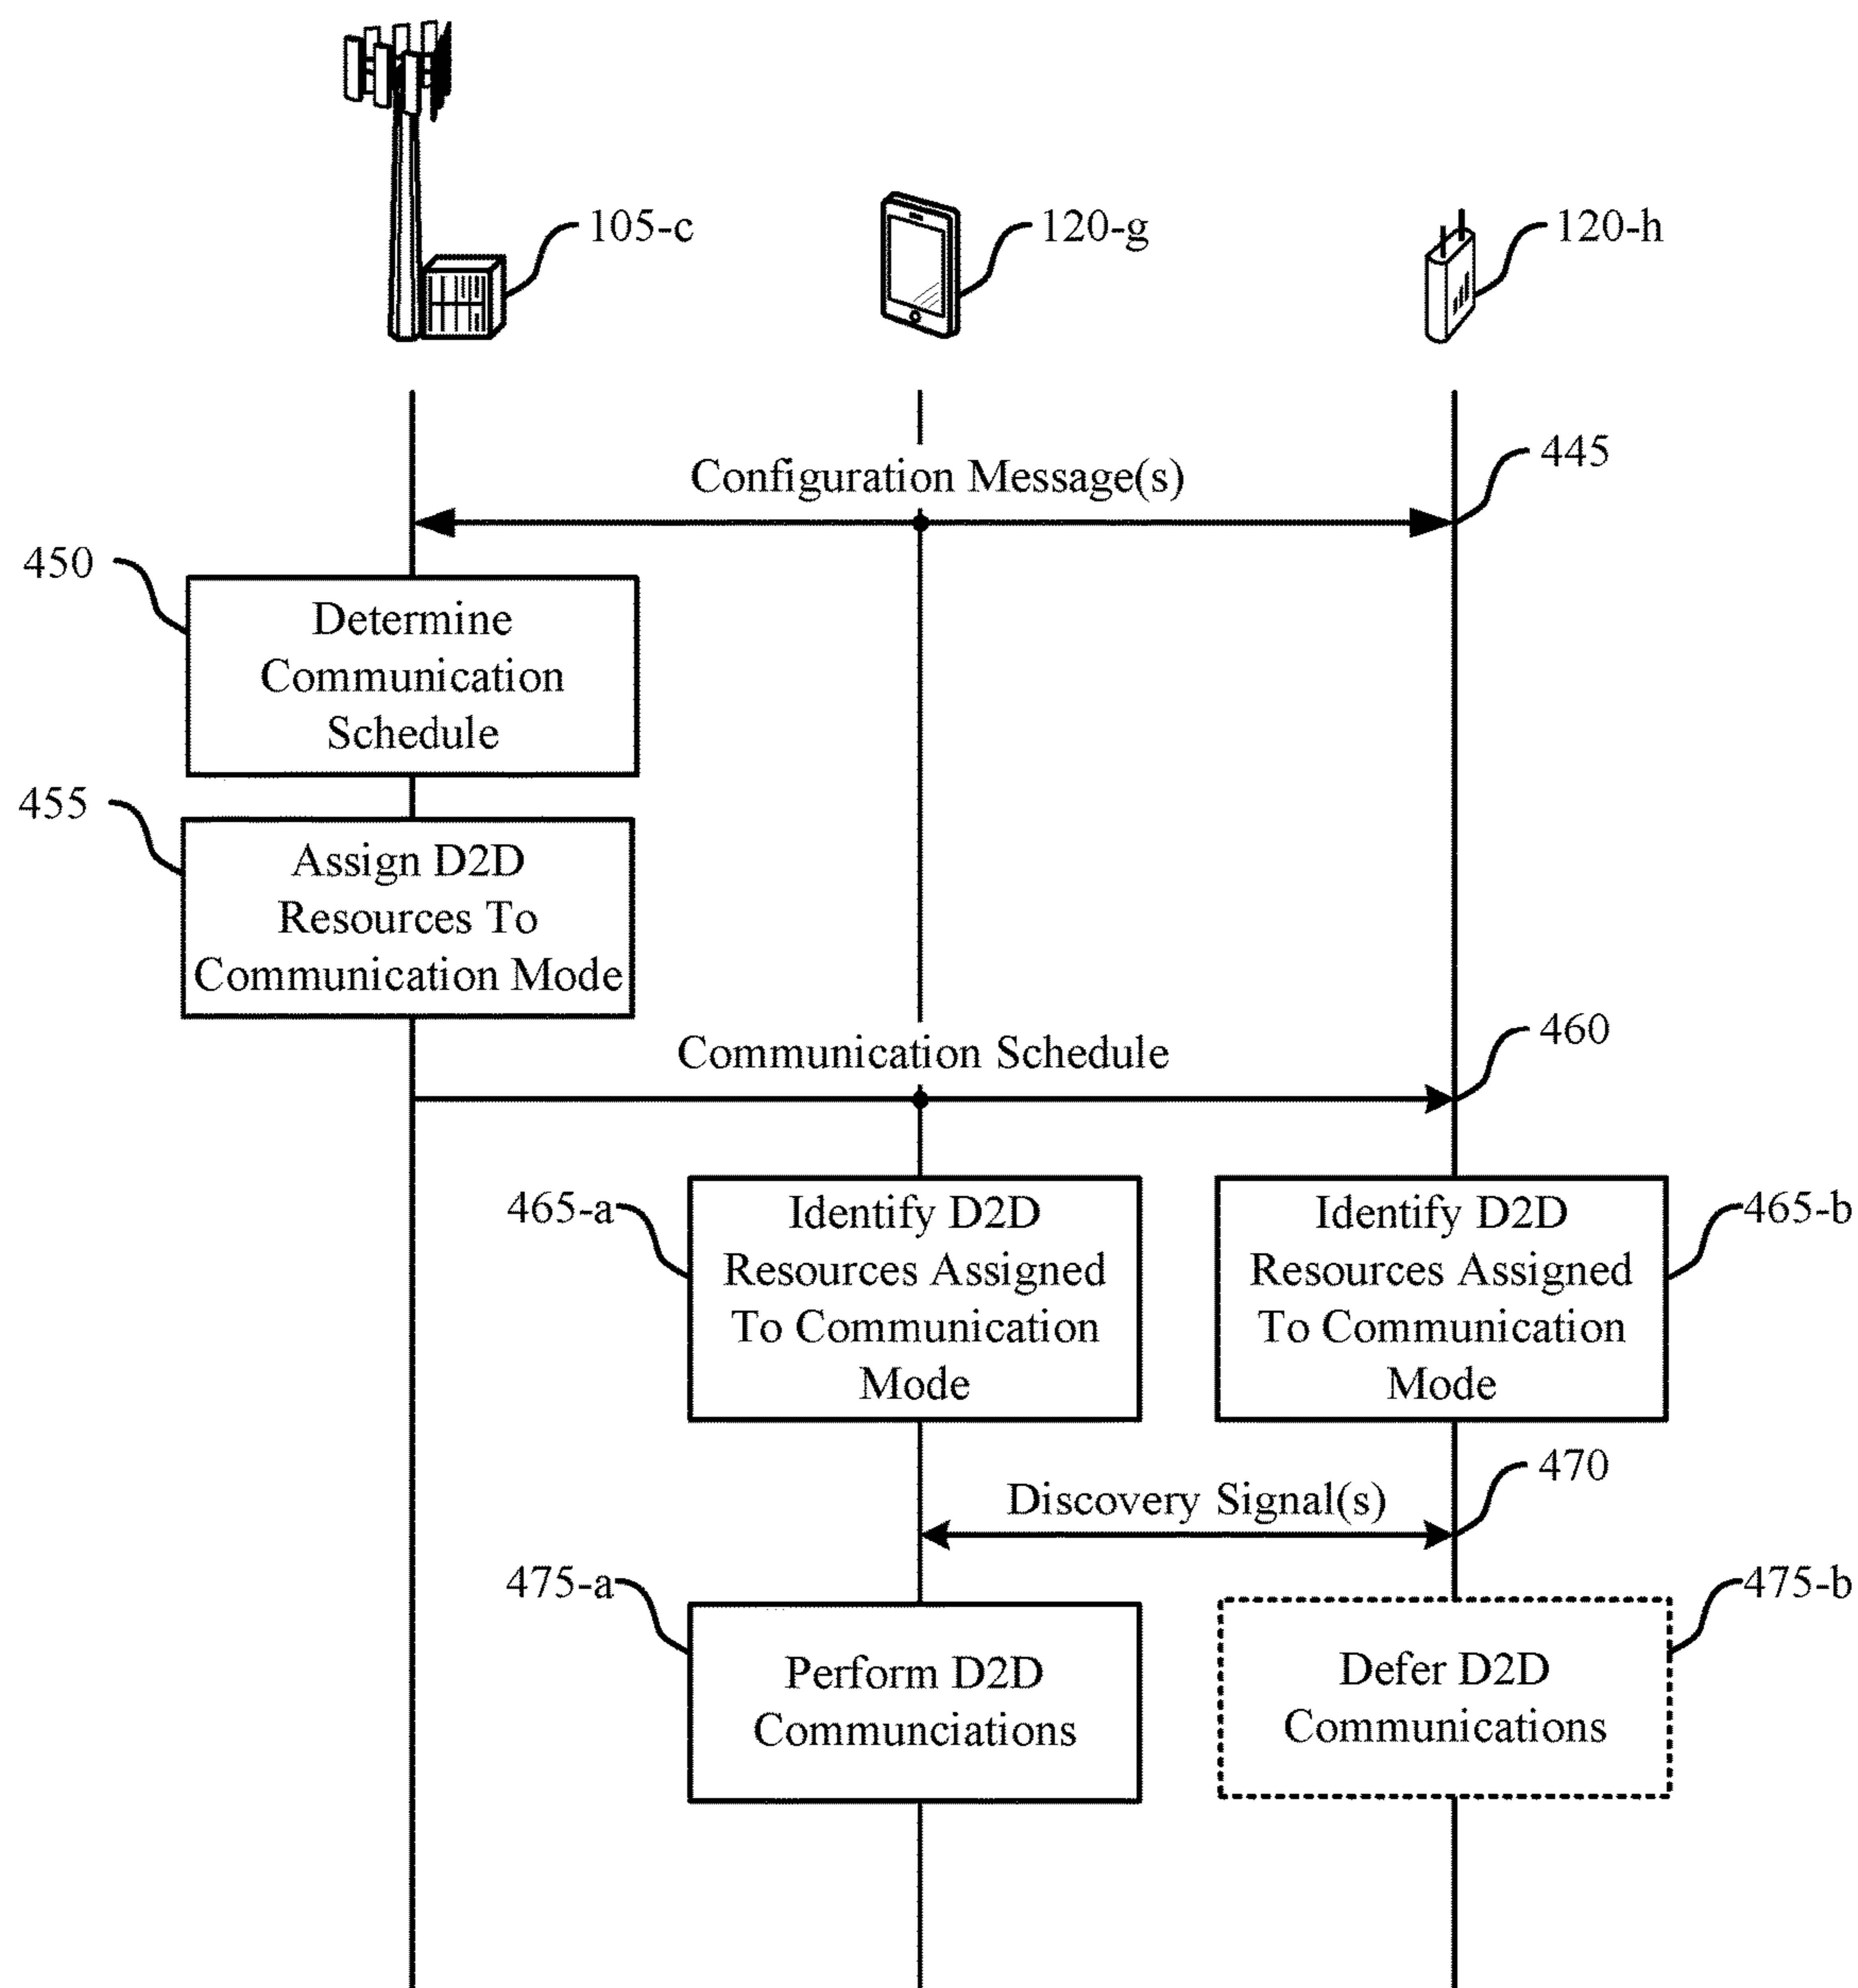 105-c
120-g
120-h
445
Configuration Message(s)
450
Determine
Communication
Schedule
455
Assign D2D
Resources To
Communication Mode
460
Communication Schedule
465-a
Identify D2D
Resources Assigned
To Communication
Mode
Identify D2D
Resources Assigned
To Communication
Mode
465-b
470
Discovery Signal(s)
475-a
Perform D2D
Communciations
Defer D2D
Communications
475-b